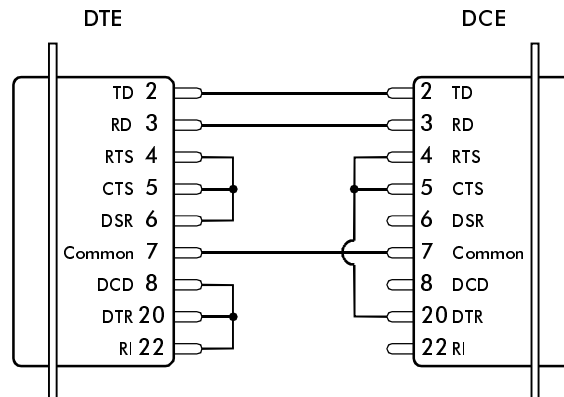 DTE DCE
TD 2 2 TD
RD 3 3 RD
RTS 4 4 RTS
CTS 5 5 CTS
DSR 6 6 DSR
Common 7 7 Common
DCD 8 8 DCD
DTR 20 20 DTR
RI 22 22 RI